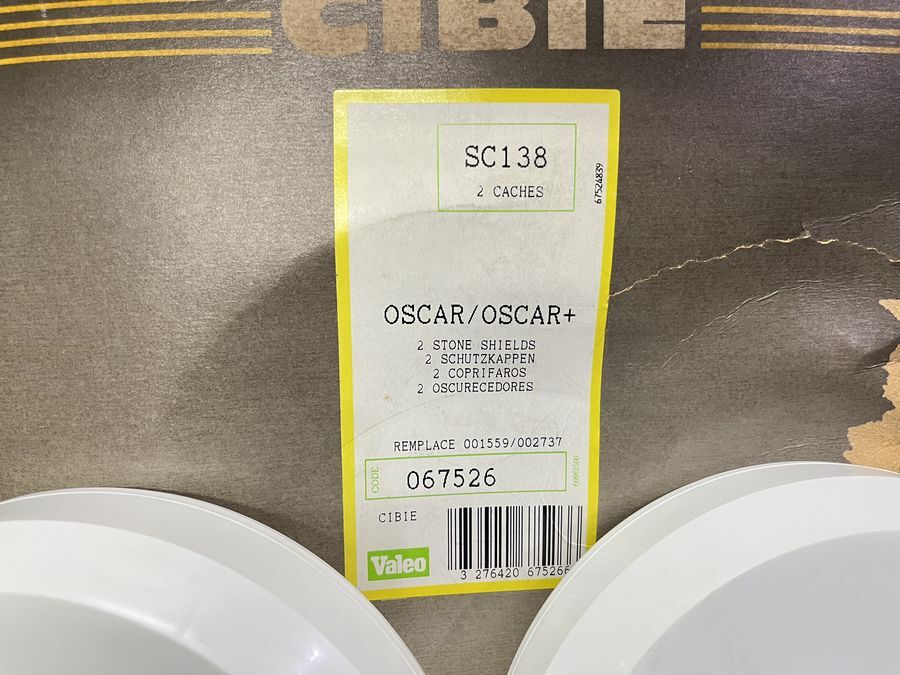 CIBIE
SC138
2 CACHES
67524839
OSCAR/OSCAR+
2 STONE SHIELDS
2 SCHUTZKAPPEN
2 COPRIFAROS
2 OSCURECEDORES
REMPLACE 001559/002737
CODE
067526
CIBIE
Valeo
3 276420 675266